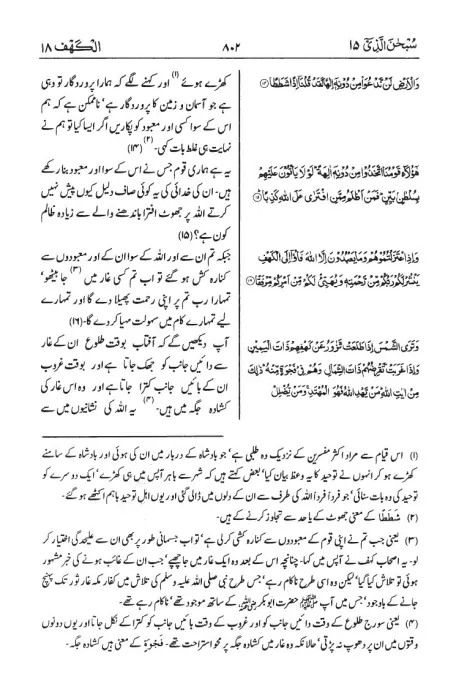 سُبْحٰنَ الَّذِیْٓ ۱۵
۸۰۲
الْکَهْف ۱۸
وَالْاَرْضِ لَنْ نَّدْعُوَا۟ مِنْ دُوْنِهٖٓ اِلٰهًا لَّقَدْ قُلْنَآ اِذًا شَطَطًا ﴿۱۴﴾
هٰٓؤُلَآءِ قَوْمُنَا اتَّخَذُوْا مِنْ دُوْنِهٖٓ اٰلِهَةً ؕ لَوْ لَا یَاْتُوْنَ عَلَیْهِمْ
بِسُلْطٰنٍۭ بَیِّنٍ ؕ فَمَنْ اَظْلَمُ مِمَّنِ افْتَرٰی عَلَی اللّٰهِ کَذِبًا ﴿۱۵﴾
وَاِذِ اعْتَزَلْتُمُوْهُمْ وَمَا یَعْبُدُوْنَ اِلَّا اللّٰهَ فَاْوٗٓا اِلَی الْکَهْفِ
یَنْشُرْ لَکُمْ رَبُّکُمْ مِّنْ رَّحْمَتِهٖ وَیُهَیِّئْ لَکُمْ مِّنْ اَمْرِکُمْ مِّرْفَقًا ﴿۱۶﴾
وَتَرَی الشَّمْسَ اِذَا طَلَعَتْ تَّزٰوَرُ عَنْ کَهْفِهِمْ ذَاتَ الْیَمِیْنِ
وَاِذَا غَرَبَتْ تَّقْرِضُهُمْ ذَاتَ الشِّمَالِ وَهُمْ فِیْ فَجْوَةٍ مِّنْهُ ؕ ذٰلِکَ
مِنْ اٰیٰتِ اللّٰهِ ؕ مَنْ یَّهْدِ اللّٰهُ فَهُوَ الْمُهْتَدِ ۚ وَمَنْ یُّضْلِلْ
کھڑے ہوئے (۱) اور کہنے لگے کہ ہمارا پروردگار تو وہی
ہے جو آسمان و زمین کا پروردگار ہے، ناممکن ہے کہ ہم
اس کے سوا کسی اور معبود کو پکاریں اگر ایسا کیا تو ہم نے
نہایت ہی غلط بات کہی۔ (۲) (۱۴)
یہ ہے ہماری قوم جس نے اس کے سوا اور معبود بنا رکھے
ہیں۔ ان کی خدائی کی یہ کوئی صاف دلیل کیوں پیش نہیں
کرتے اللہ پر جھوٹ افترا باندھنے والے سے زیادہ ظالم
کون ہے؟ (۱۵)
جبکہ تم ان سے اور اللہ کے سوا ان کے اور معبودوں سے
کنارہ کش ہو گئے تو اب تم کسی غار میں (۳) جا بیٹھو،
تمہارا رب تم پر اپنی رحمت پھیلا دے گا اور تمہارے
لیے تمہارے کام میں سہولت مہیا کر دے گا۔ (۱۶)
آپ دیکھیں گے کہ آفتاب بوقت طلوع ان کے غار
سے دائیں جانب کو جھک جاتا ہے اور بوقت غروب
ان کے بائیں جانب کترا جاتا ہے اور وہ اس غار کی
کشادہ جگہ میں ہیں۔ (۴) یہ اللہ کی نشانیوں میں سے
(۱) اس قیام سے مراد اکثر مفسرین کے نزدیک وہ طلبی ہے، جو بادشاہ کے دربار میں ان کی ہوئی اور بادشاہ کے سامنے
کھڑے ہو کر انہوں نے توحید کا یہ وعظ بیان کیا، بعض کہتے ہیں کہ شہر سے باہر آپس میں ہی کھڑے، ایک دوسرے کو
توحید کی وہ بات سنائی، جو فرداً فرداً اللہ کی طرف سے ان کے دلوں میں ڈالی گئی اور یوں اہل توحید باہم اکٹھے ہو گئے۔
(۲) شَطَطًا کے معنی جھوٹ کے یا حد سے تجاوز کرنے کے ہیں۔
(۳) یعنی جب تم نے اپنی قوم کے معبودوں سے کنارہ کشی کر لی ہے، تو اب جسمانی طور پر بھی ان سے علیحدگی اختیار کر
لو۔ یہ اصحاب کہف نے آپس میں کہا۔ چنانچہ اس کے بعد وہ ایک غار میں جا چھپے، جب ان کے غائب ہونے کی خبر مشہور
ہوئی تو تلاش کیا گیا، لیکن وہ اسی طرح ناکام رہے، جس طرح نبی صلی اللہ علیہ وسلم کی تلاش میں کفار مکہ غار ثور تک پہنچ
جانے کے باوجود، جس میں آپ ﷺ حضرت ابوبکر رضی اللہ عنہ کے ساتھ موجود تھے، ناکام رہے تھے۔
(۴) یعنی سورج طلوع کے وقت دائیں جانب کو اور غروب کے وقت بائیں جانب کو کترا کے نکل جاتا اور یوں دونوں
وقتوں میں ان پر دھوپ نہ پڑتی، حالانکہ وہ غار میں کشادہ جگہ پر محو استراحت تھے۔ فَجْوَةٍ کے معنی ہیں کشادہ جگہ۔